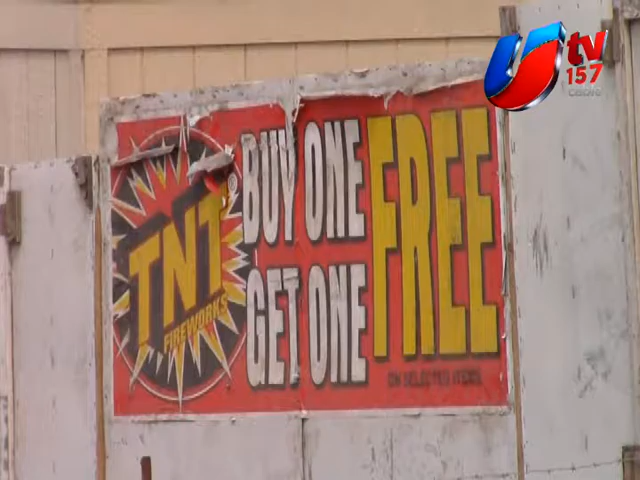 tv
157
TNT
FIREWORKS
®
BUY ONE
GET ONE
FREE
ON SELECTED ITEMS